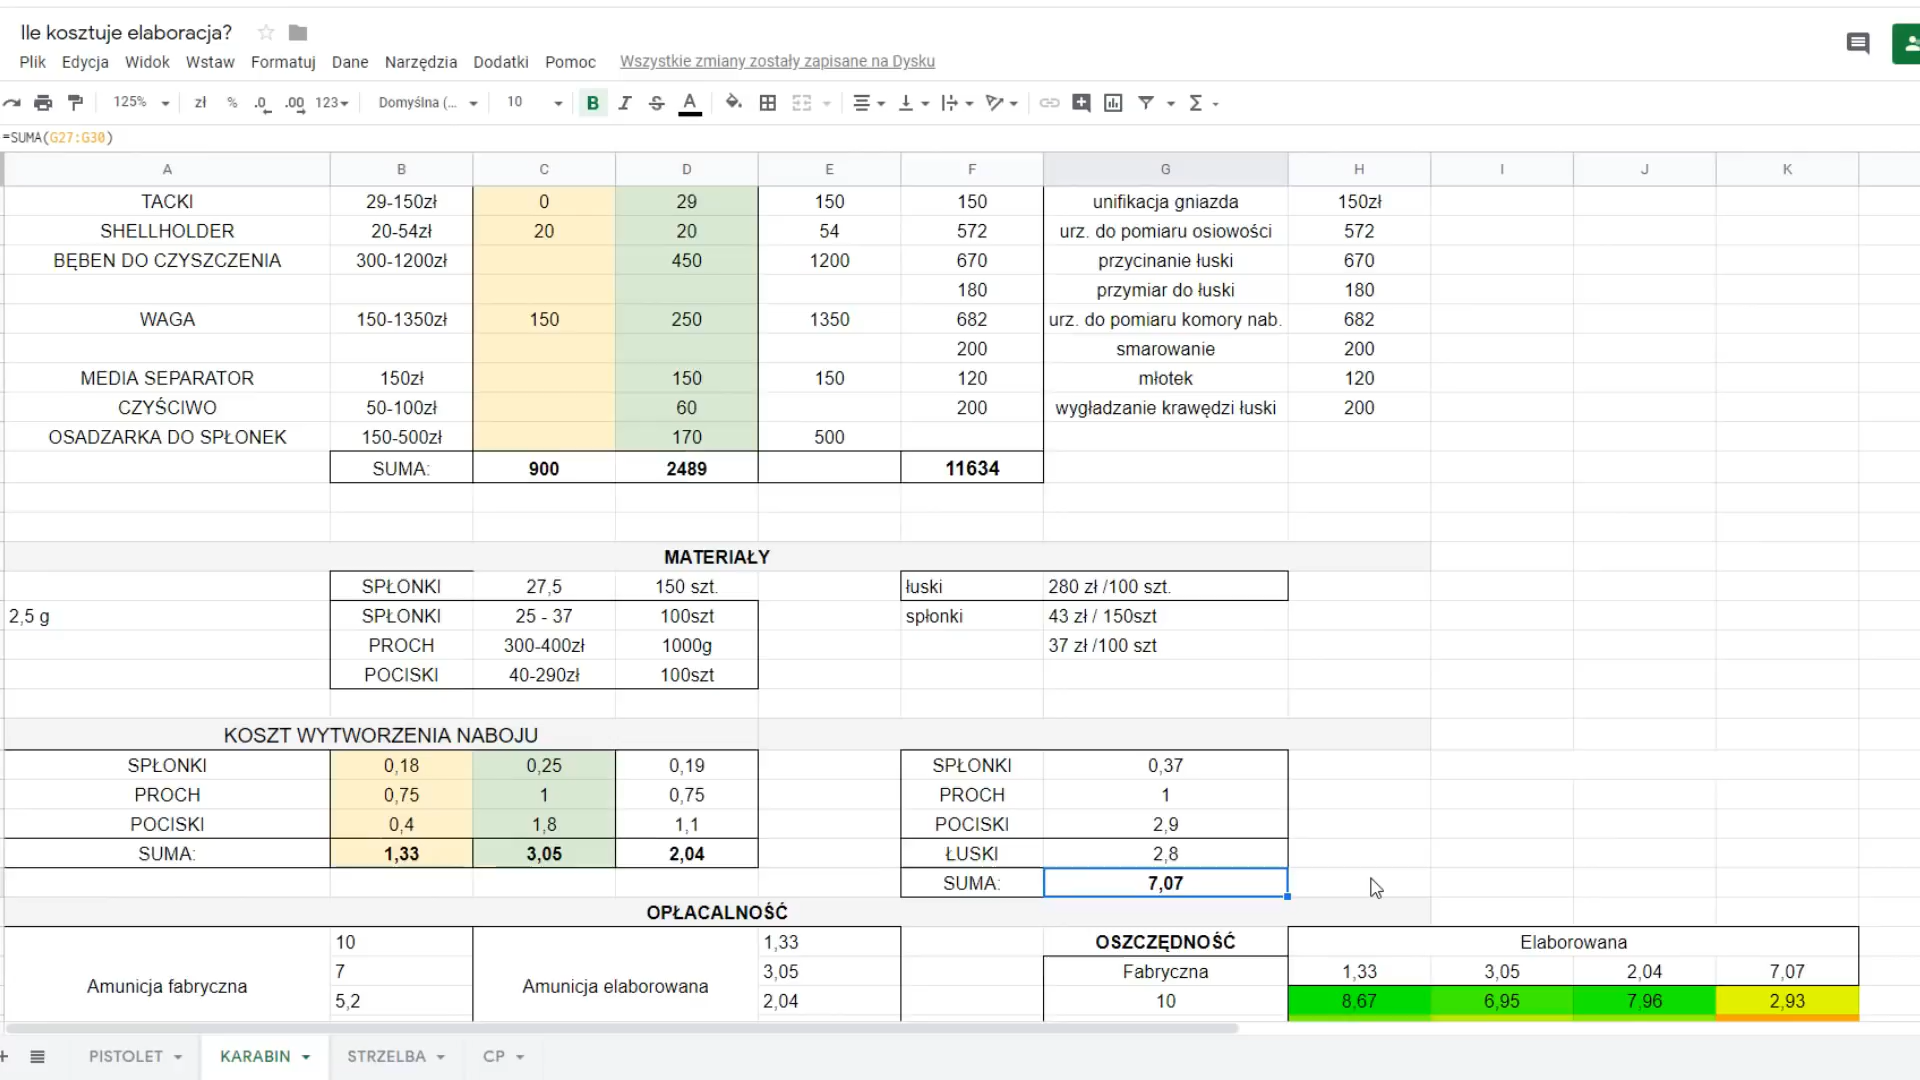 Ile kosztuje elaboracja?
Plik Edycja Widok Wstaw Formatuj Dane Narzędzia Dodatki Pomoc Wszystkie zmiany zostały zapisane na Dysku
125% zł % .0 .00 123 Domyślna (... 10 B I S A Σ
=SUMA(G27:G30)
A B C D E F G H I J K
TACKI 29-150zł 0 29 150 150 unifikacja gniazda 150zł
SHELLHOLDER 20-54zł 20 20 54 572 urz. do pomiaru osiowości 572
BĘBEN DO CZYSZCZENIA 300-1200zł 450 1200 670 przycinanie łuski 670
180 przymiar do łuski 180
WAGA 150-1350zł 150 250 1350 682 urz. do pomiaru komory nab. 682
200 smarowanie 200
MEDIA SEPARATOR 150zł 150 150 120 młotek 120
CZYŚCIWO 50-100zł 60 200 wygładzanie krawędzi łuski 200
OSADZARKA DO SPŁONEK 150-500zł 170 500
SUMA: 900 2489 11634
MATERIAŁY
SPŁONKI 27,5 150 szt. łuski 280 zł /100 szt.
2,5 g SPŁONKI 25 - 37 100szt spłonki 43 zł / 150szt
PROCH 300-400zł 1000g 37 zł /100 szt
POCISKI 40-290zł 100szt
KOSZT WYTWORZENIA NABOJU
SPŁONKI 0,18 0,25 0,19 SPŁONKI 0,37
PROCH 0,75 1 0,75 PROCH 1
POCISKI 0,4 1,8 1,1 POCISKI 2,9
SUMA: 1,33 3,05 2,04 ŁUSKI 2,8
SUMA: 7,07
OPŁACALNOŚĆ
10 1,33 OSZCZĘDNOŚĆ Elaborowana
7 3,05 Fabryczna 1,33 3,05 2,04 7,07
Amunicja fabryczna Amunicja elaborowana
5,2 2,04 10 8,67 6,95 7,96 2,93
PISTOLET KARABIN STRZELBA CP